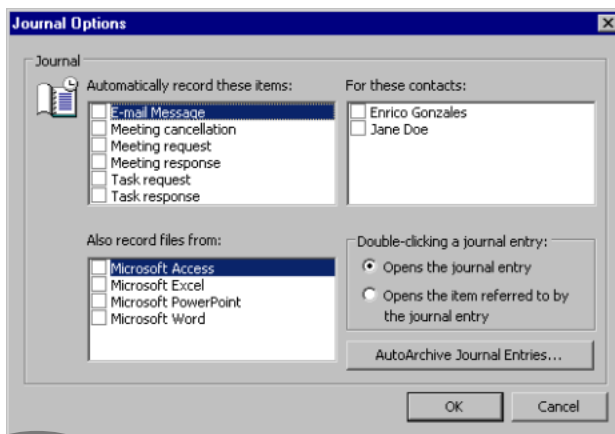 Journal Options
Journal
Automatically record these items:
E-mail Message
Meeting cancellation
Meeting request
Meeting response
Task request
Task response
For these contacts:
Enrico Gonzales
Jane Doe
Also record files from:
Microsoft Access
Microsoft Excel
Microsoft PowerPoint
Microsoft Word
Double-clicking a journal entry:
Opens the journal entry
Opens the item referred to by
the journal entry
AutoArchive Journal Entries...
OK
Cancel